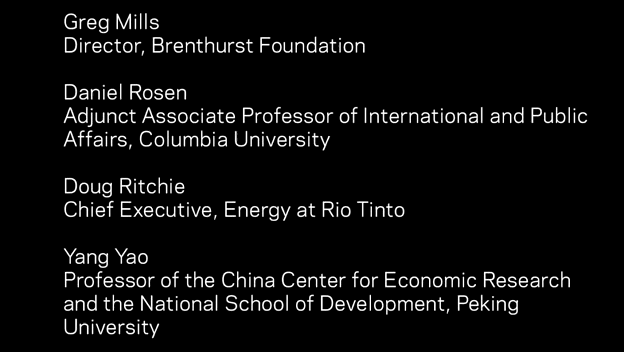 Greg Mills
Director, Brenthurst Foundation
Daniel Rosen
Adjunct Associate Professor of International and Public
Affairs, Columbia University
Doug Ritchie
Chief Executive, Energy at Rio Tinto
Yang Yao
Professor of the China Center for Economic Research
and the National School of Development, Peking
University